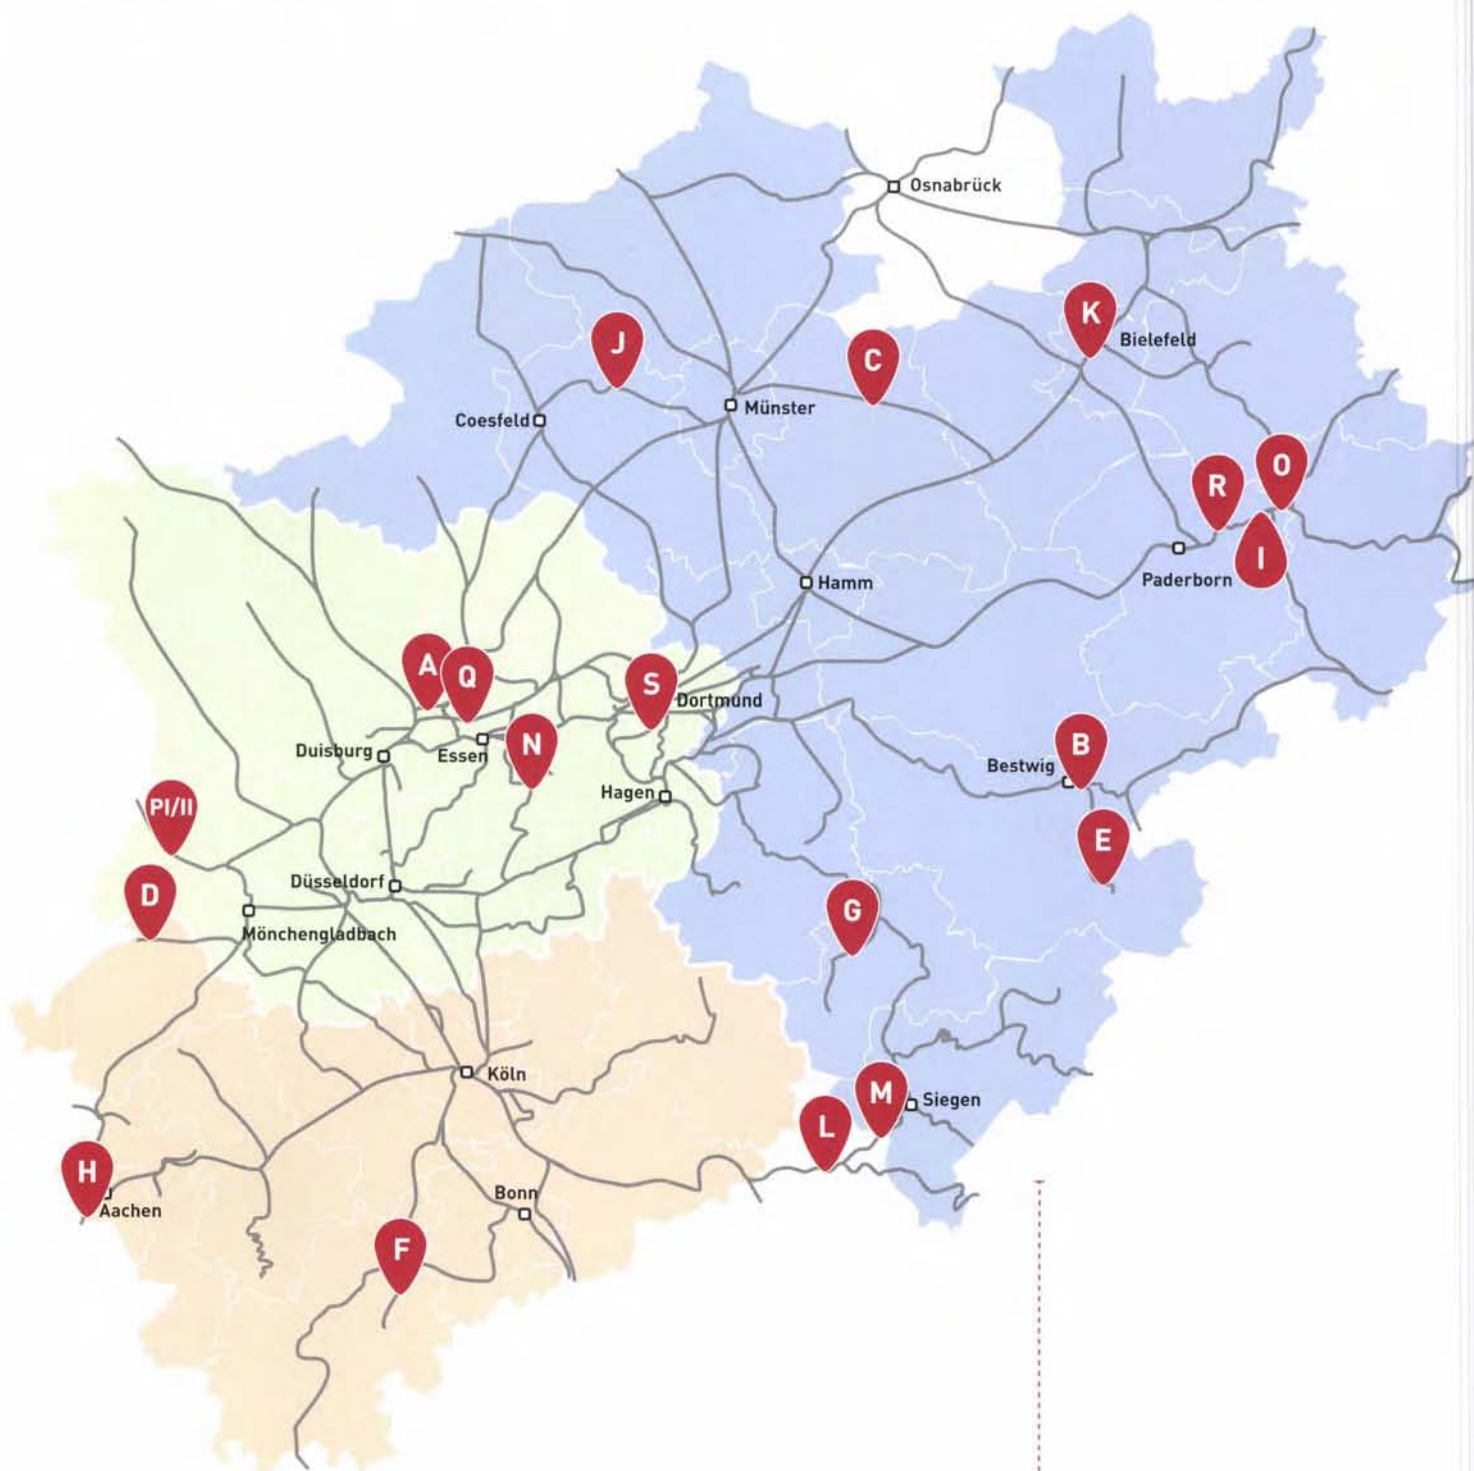 Osnabrück
K
Bielefeld
J
C
Coesfeld
Münster
O
R
I
Paderborn
Hamm
A
Q
S
Dortmund
N
Duisburg
Essen
B
Bestwig
Hagen
PI/II
E
D
Düsseldorf
G
Mönchengladbach
Köln
M
Siegen
L
H
Aachen
Bonn
F